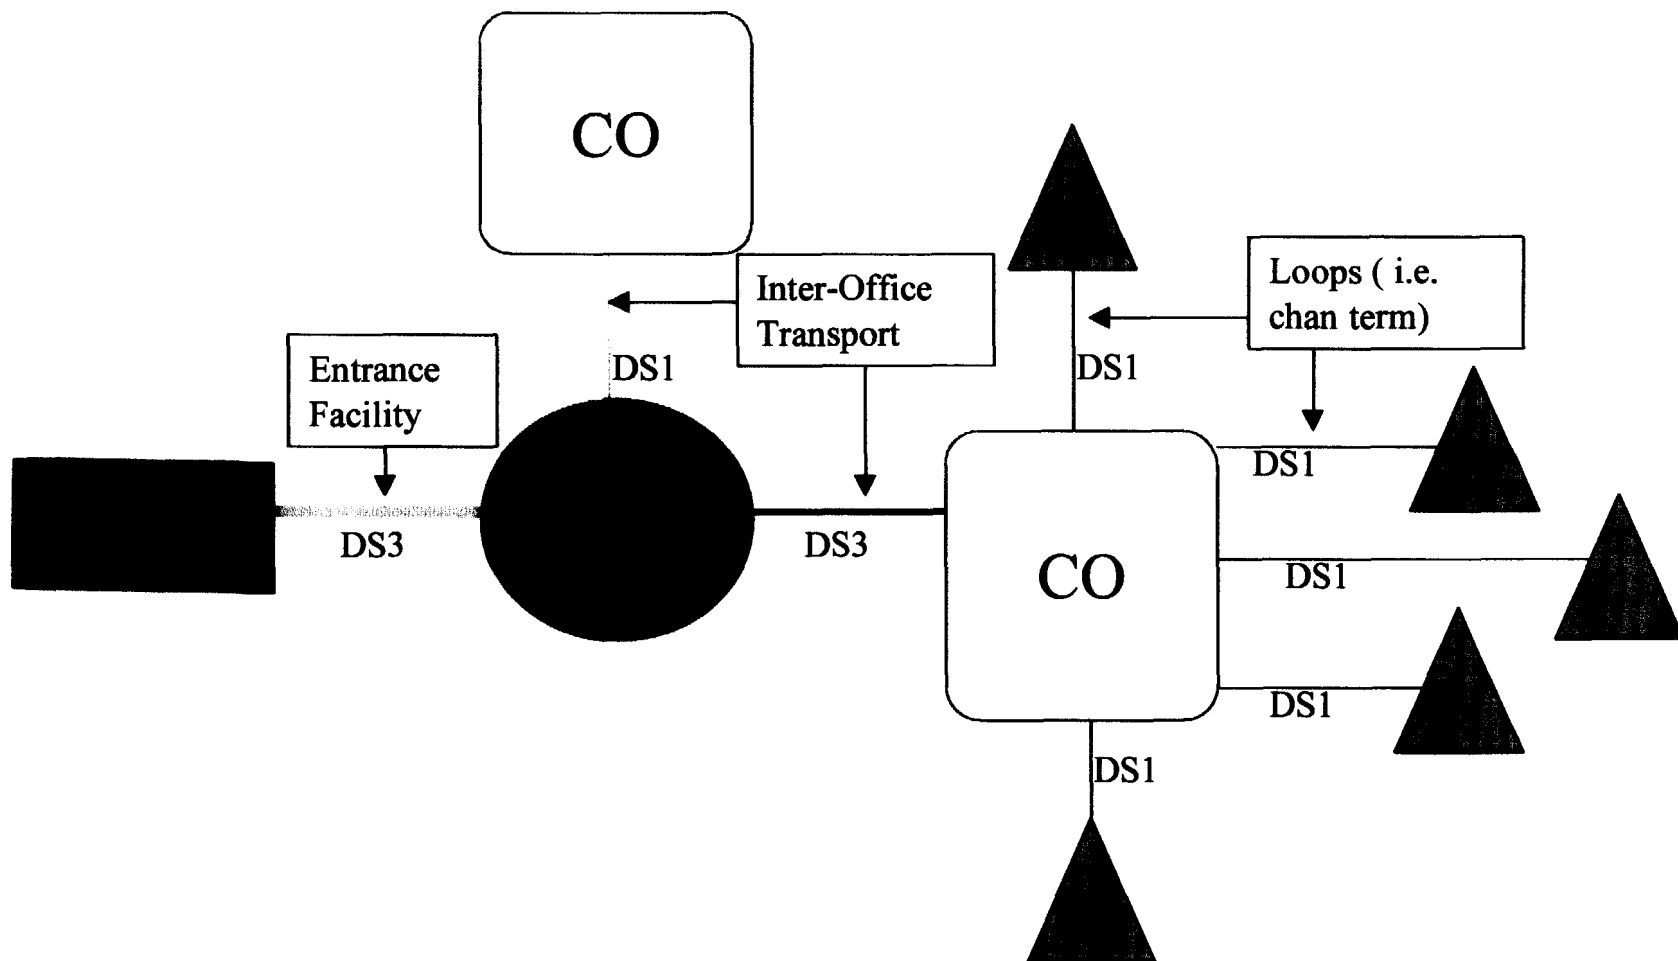 CO
Inter-Office
Transport
Loops ( i.e.
chan term)
Entrance
Facility
DS1
DS1
DS1
DS3
DS3
CO
DS1
DS1
DS1